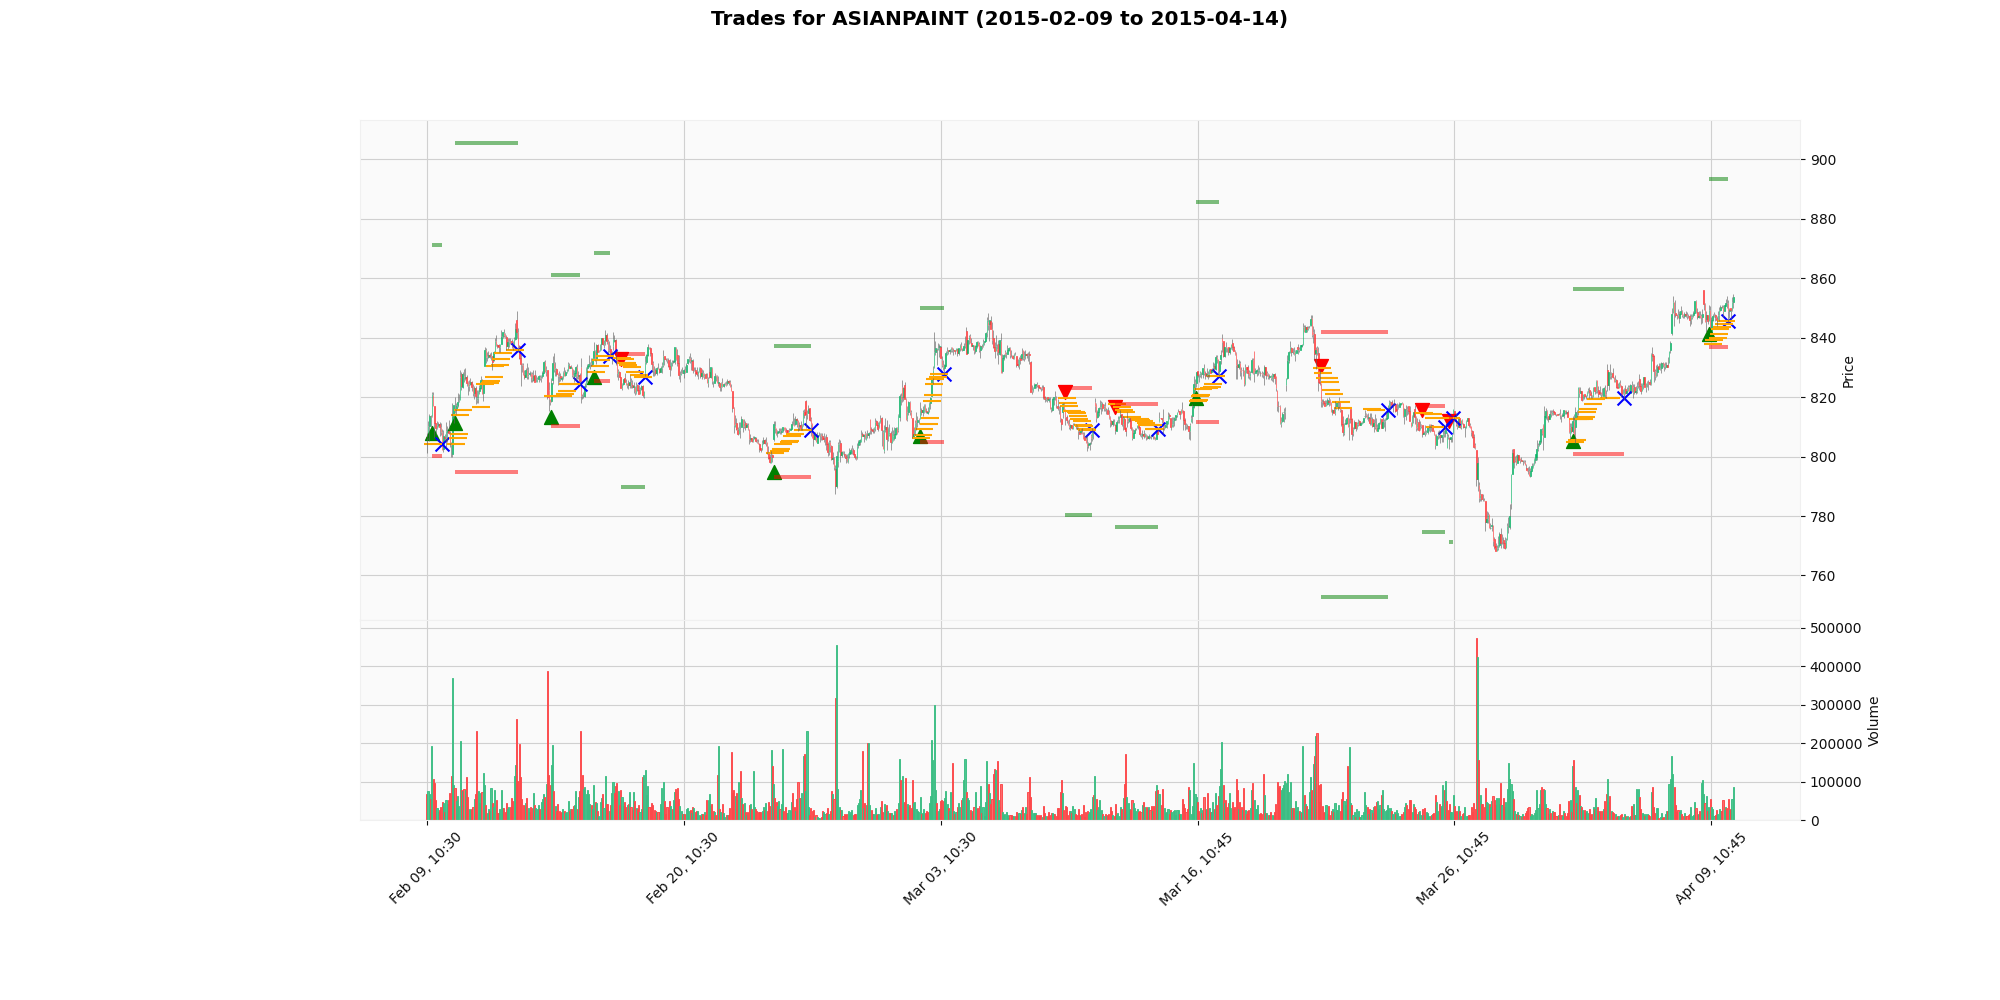 Trades for ASIANPAINT (2015-02-09 to 2015-04-14)
900
880
860
840
820
800
780
760
Price
500000
400000
300000
200000
100000
0
Volume
Feb 09, 10:30
Feb 20, 10:30
Mar 03, 10:30
Mar 16, 10:45
Mar 26, 10:45
Apr 09, 10:45